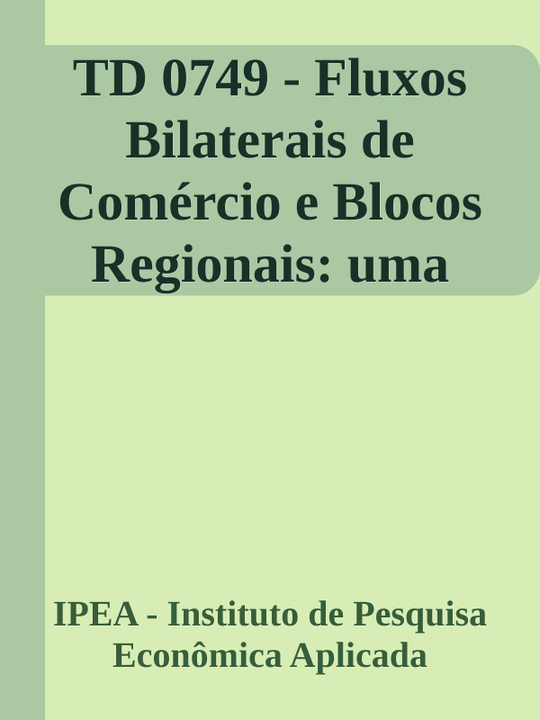 TD 0749 - Fluxos
Bilaterais de
Comércio e Blocos
Regionais: uma
IPEA - Instituto de Pesquisa
Econômica Aplicada